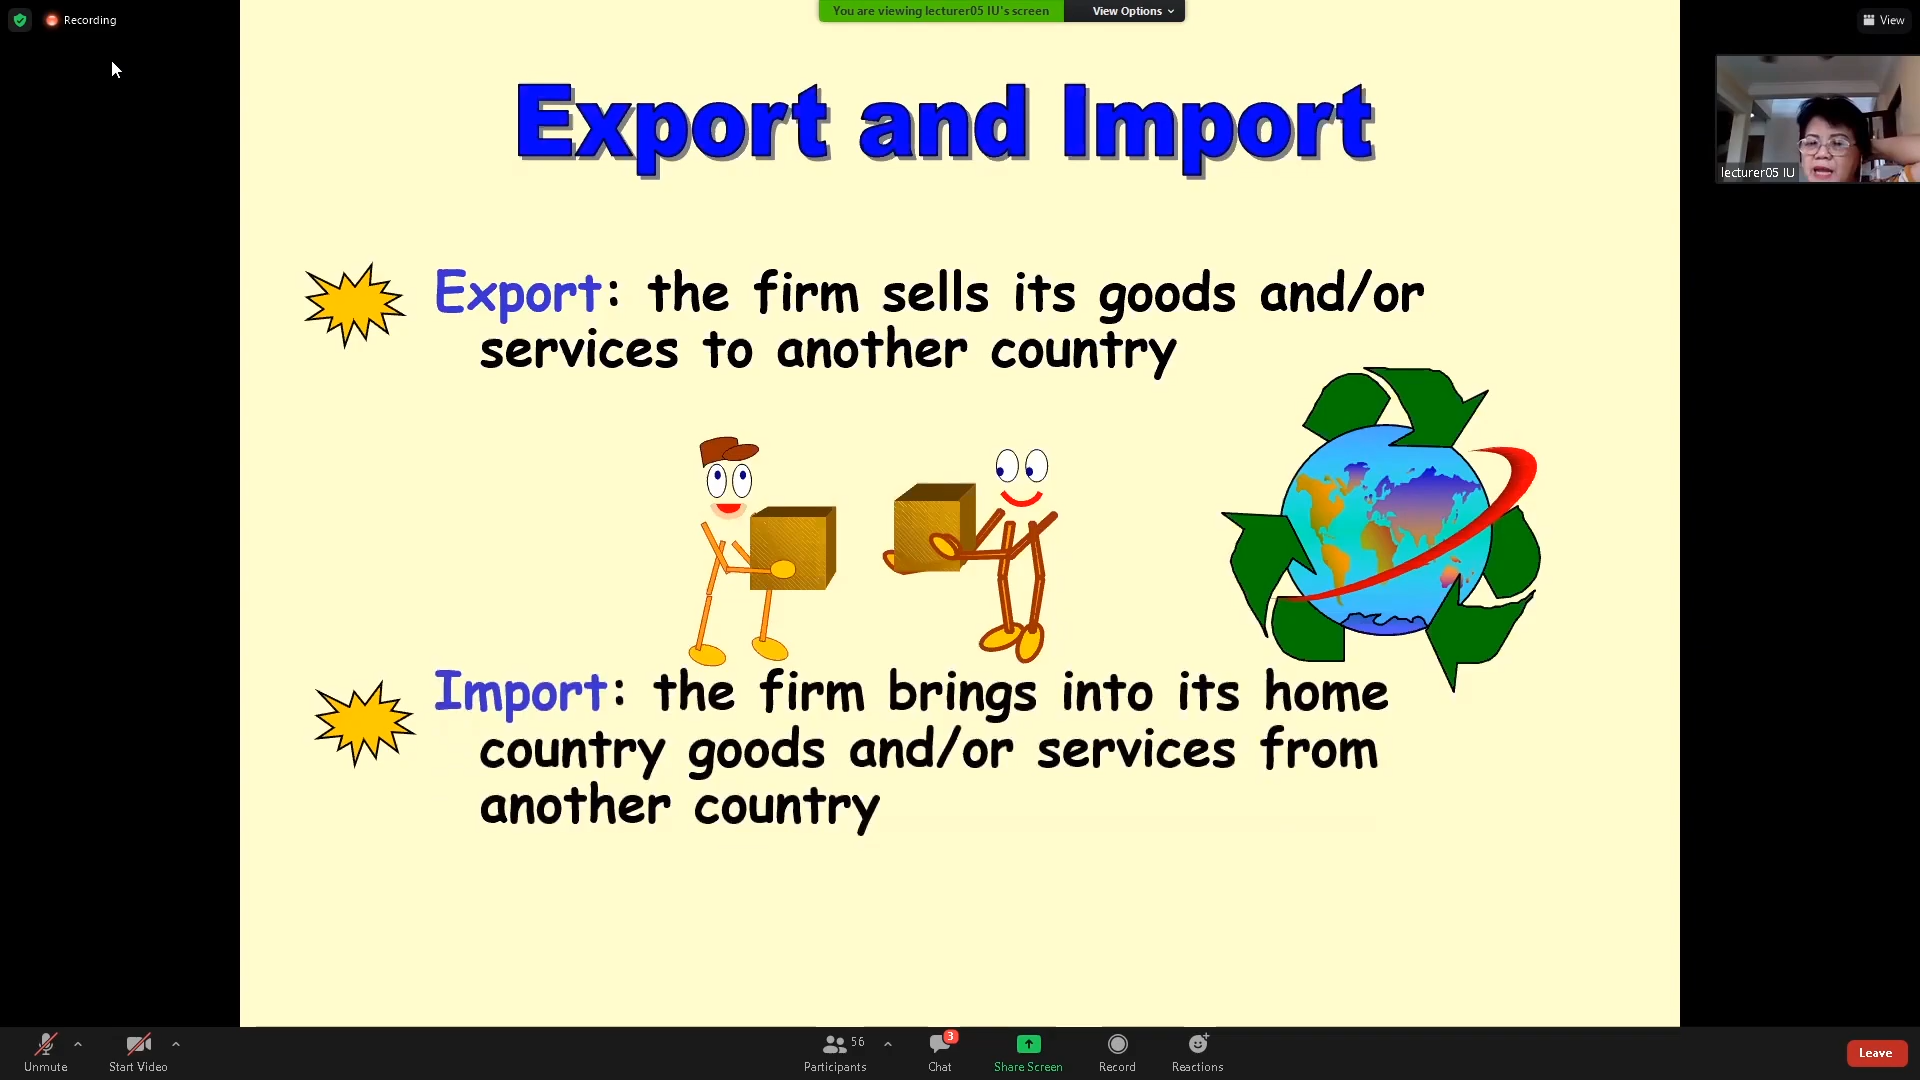 Recording
You are viewing lecturer05 IU's screen
View Options
View
lecturer05 IU
Export and Import
Export: the firm sells its goods and/or
services to another country
Import: the firm brings into its home
country goods and/or services from
another country
Unmute
Start Video
56
Participants
3
Chat
Share Screen
Record
Reactions
Leave